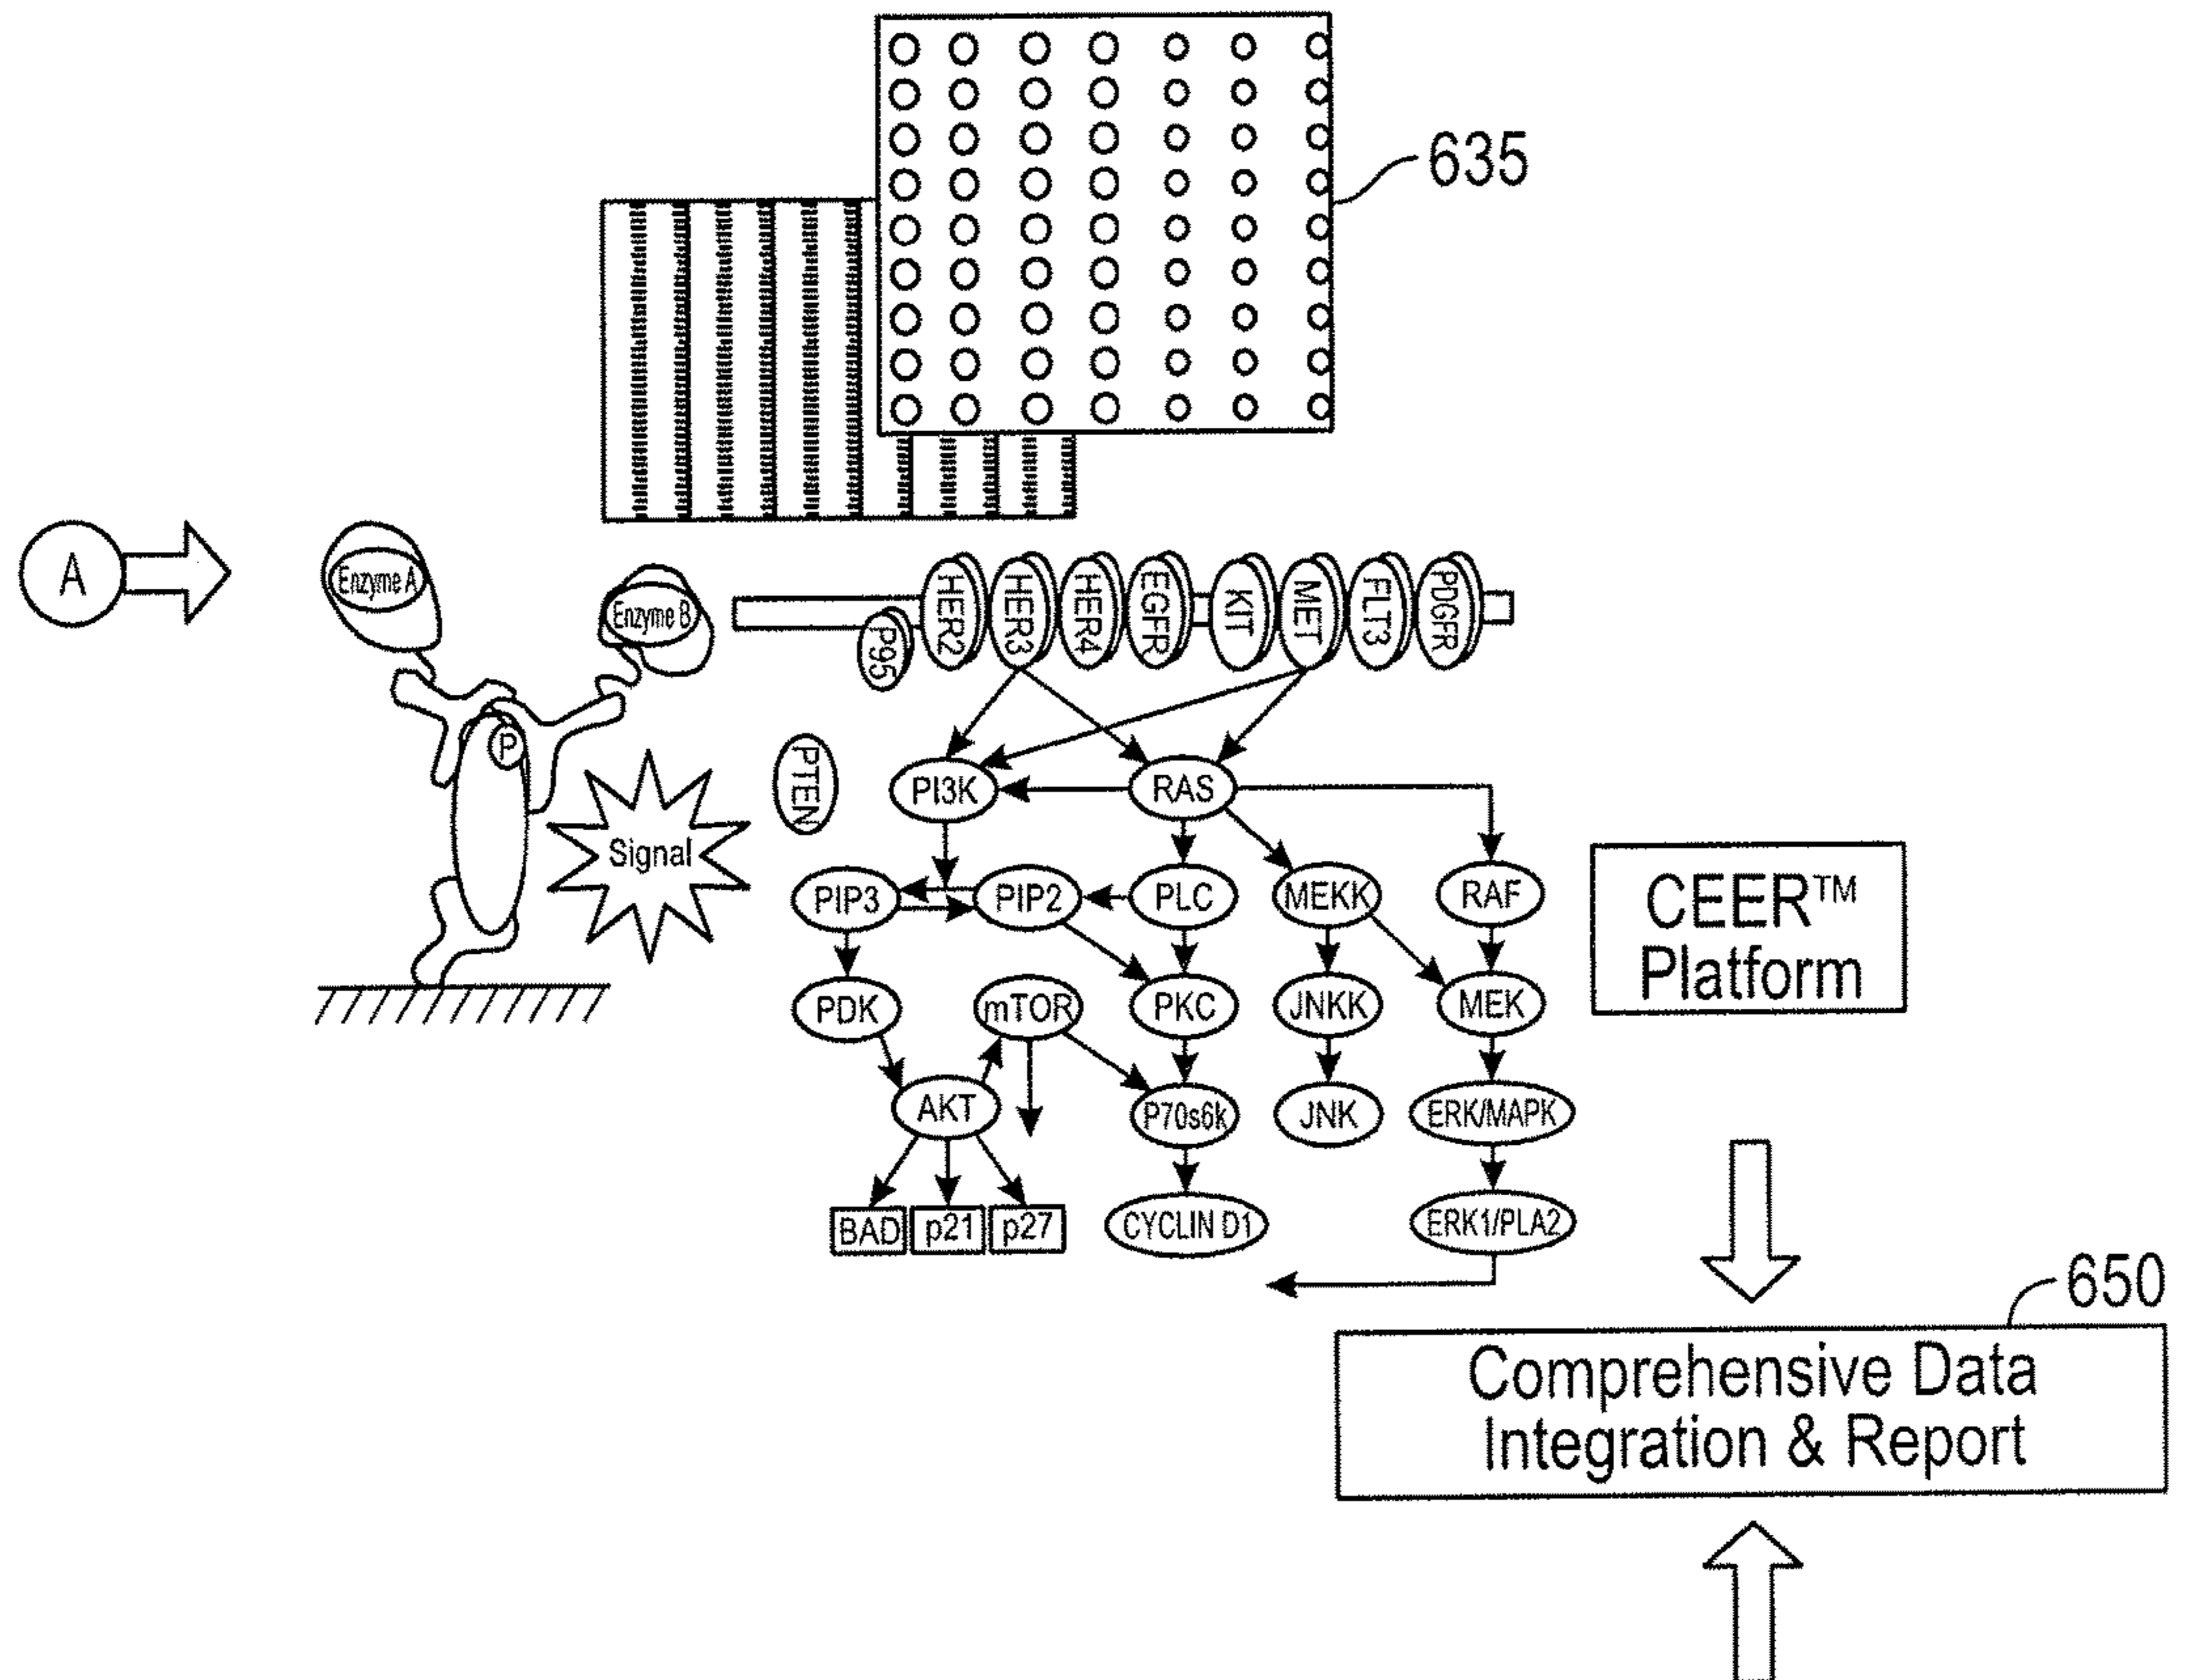 635
A
Enzyme A
Enzyme B
P95
HER2
HER3
HER4
EGFR
KIT
MET
FLT3
PDGFR
P
Signal
PTEN
PI3K
RAS
PIP3
PIP2
PLC
MEKK
RAF
CEER™
Platform
PDK
mTOR
PKC
JNKK
MEK
AKT
P70s6k
JNK
ERK/MAPK
BAD
p21
p27
CYCLIN D1
ERK1/PLA2
650
Comprehensive Data
Integration & Report